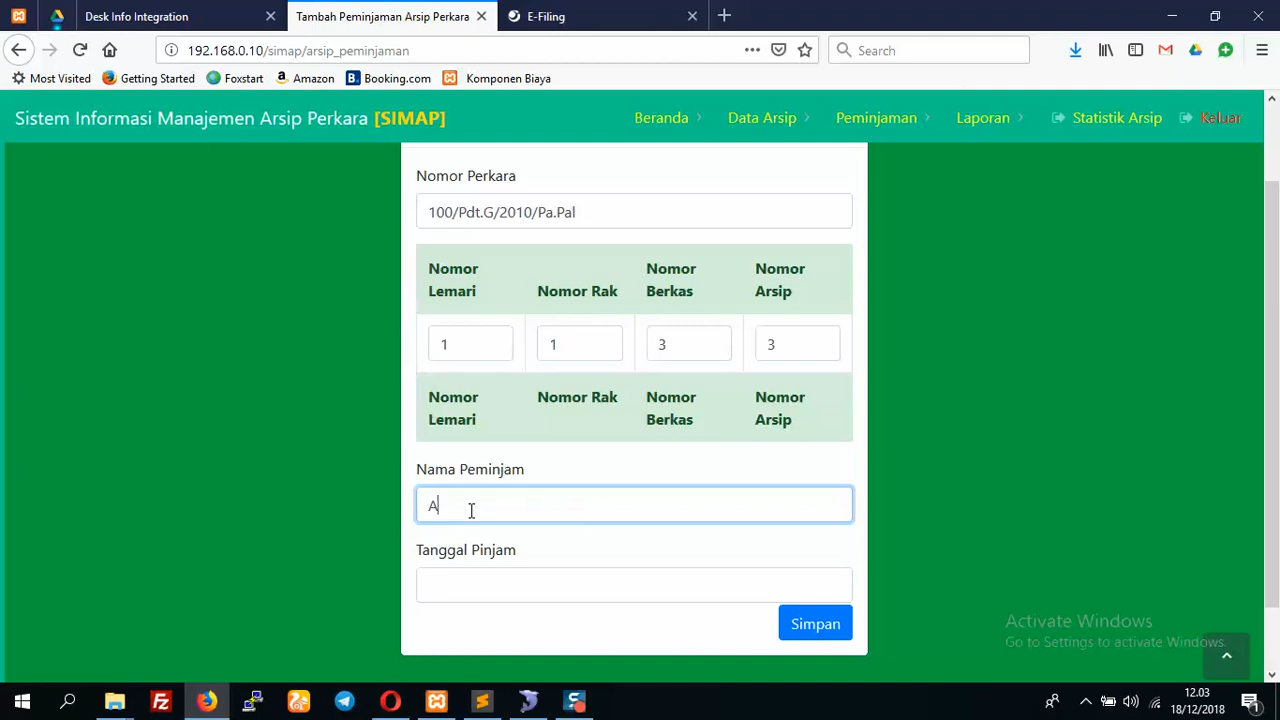 Desk Info Integration
Tambah Peminjaman Arsip Perkara
E-Filing
192.168.0.10/simap/arsip_peminjaman
Search
Most Visited
Getting Started
Foxstart
Amazon
Booking.com
Komponen Biaya
Sistem Informasi Manajemen Arsip Perkara [SIMAP]
Beranda
Data Arsip
Peminjaman
Laporan
Statistik Arsip
Keluar
Nomor Perkara
100/Pdt.G/2010/Pa.Pal
Nomor Lemari
Nomor Rak
Nomor Berkas
Nomor Arsip
1
1
3
3
Nomor Lemari
Nomor Rak
Nomor Berkas
Nomor Arsip
Nama Peminjam
A
Tanggal Pinjam
Simpan
Activate Windows
Go to Settings to activate Windows.
12.03
18/12/2018